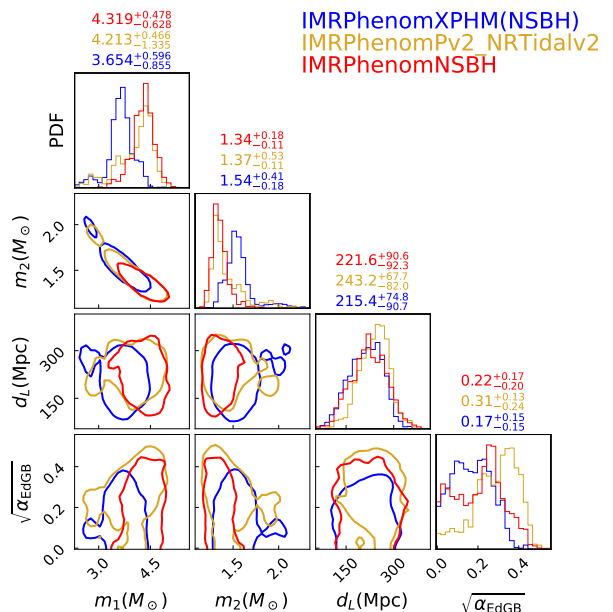 IMRPhenomXPHM(NSBH)
IMRPhenomPv2_NRTidalv2
IMRPhenomNSBH
4.319+0.478−0.628
4.213+0.466−1.335
3.654+0.596−0.855
PDF
1.34+0.18−0.11
1.37+0.53−0.11
1.54+0.41−0.18
m2(M⊙)
2.0
1.5
221.6+90.6−92.3
243.2+67.7−82.0
215.4+74.8−90.7
dL(Mpc)
300
150
0.22+0.17−0.20
0.31+0.13−0.24
0.17+0.15−0.15
√αEdGB
0.4
0.2
0.0
3.0 4.5 1.5 2.0 150 300 0.0 0.2 0.4
m1(M⊙) m2(M⊙) dL(Mpc) √αEdGB